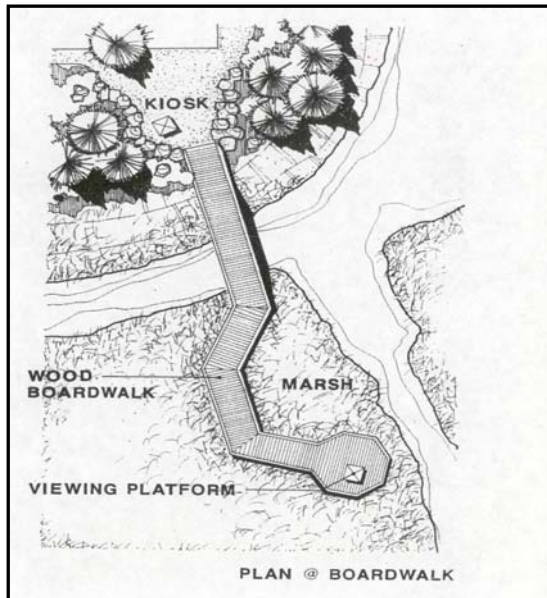 KIOSK
WOOD
BOARDWALK
MARSH
VIEWING PLATFORM
PLAN @ BOARDWALK